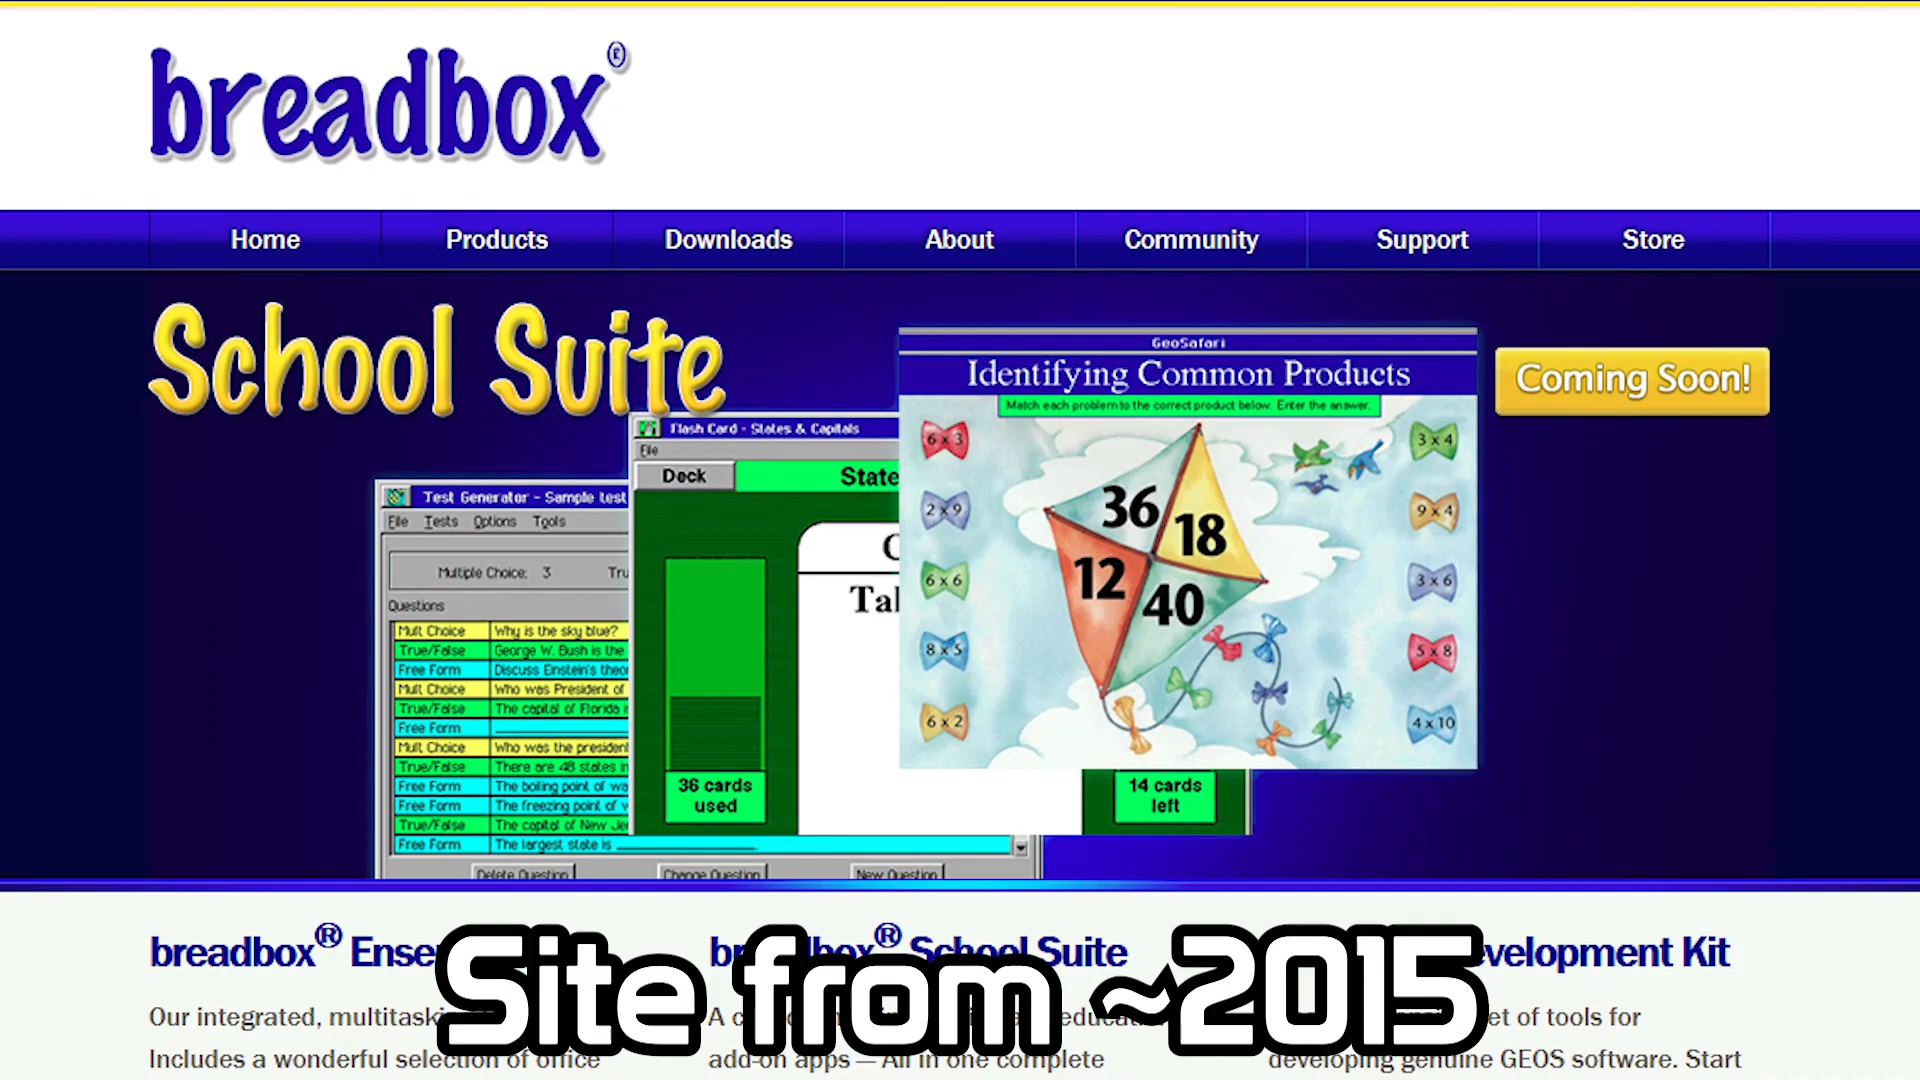 breadbox®
Home Products Downloads About Community Support Store
School Suite
Coming Soon!
GeoSafari
Identifying Common Products
Match each problem to the correct product below. Enter the answer.
6 x 3
2 x 9
6 x 6
8 x 5
6 x 2
36
18
12
40
3 x 4
9 x 4
3 x 6
5 x 8
4 x 10
Flash Card - States & Capitals
File
Deck
State
Tal
36 cards
used
14 cards
left
Test Generator - Sample test
File Tests Options Tools
Multiple Choice: 3 Tru
Questions
Mult Choice Why is the sky blue?
True/False George W. Bush is the
Free Form Discuss Einstein's theor
Mult Choice Who was President of
True/False The capital of Florida i
Free Form
Mult Choice Who was the president
True/False There are 48 states in
Free Form The boiling point of wa
Free Form The freezing point of
True/False The capital of New Je
Free Form The largest state is
Delete Question Change Question New Question
breadbox® Ense
breadbox® School Suite
evelopment Kit
Site from ~2015
Our integrated, multitaski
Includes a wonderful selection of office
add-on apps — All in one complete
et of tools for
developing genuine GEOS software. Start